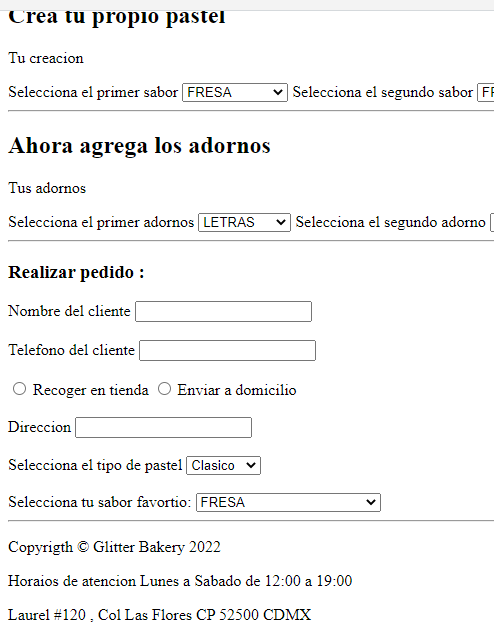 Crea tu propio pastel
Tu creacion
Selecciona el primer sabor FRESA Selecciona el segundo sabor
Ahora agrega los adornos
Tus adornos
Selecciona el primer adornos LETRAS Selecciona el segundo adorno
Realizar pedido :
Nombre del cliente
Telefono del cliente
Recoger en tienda Enviar a domicilio
Direccion
Selecciona el tipo de pastel Clasico
Selecciona tu sabor favortio: FRESA
Copyrigth © Glitter Bakery 2022
Horaios de atencion Lunes a Sabado de 12:00 a 19:00
Laurel #120 , Col Las Flores CP 52500 CDMX